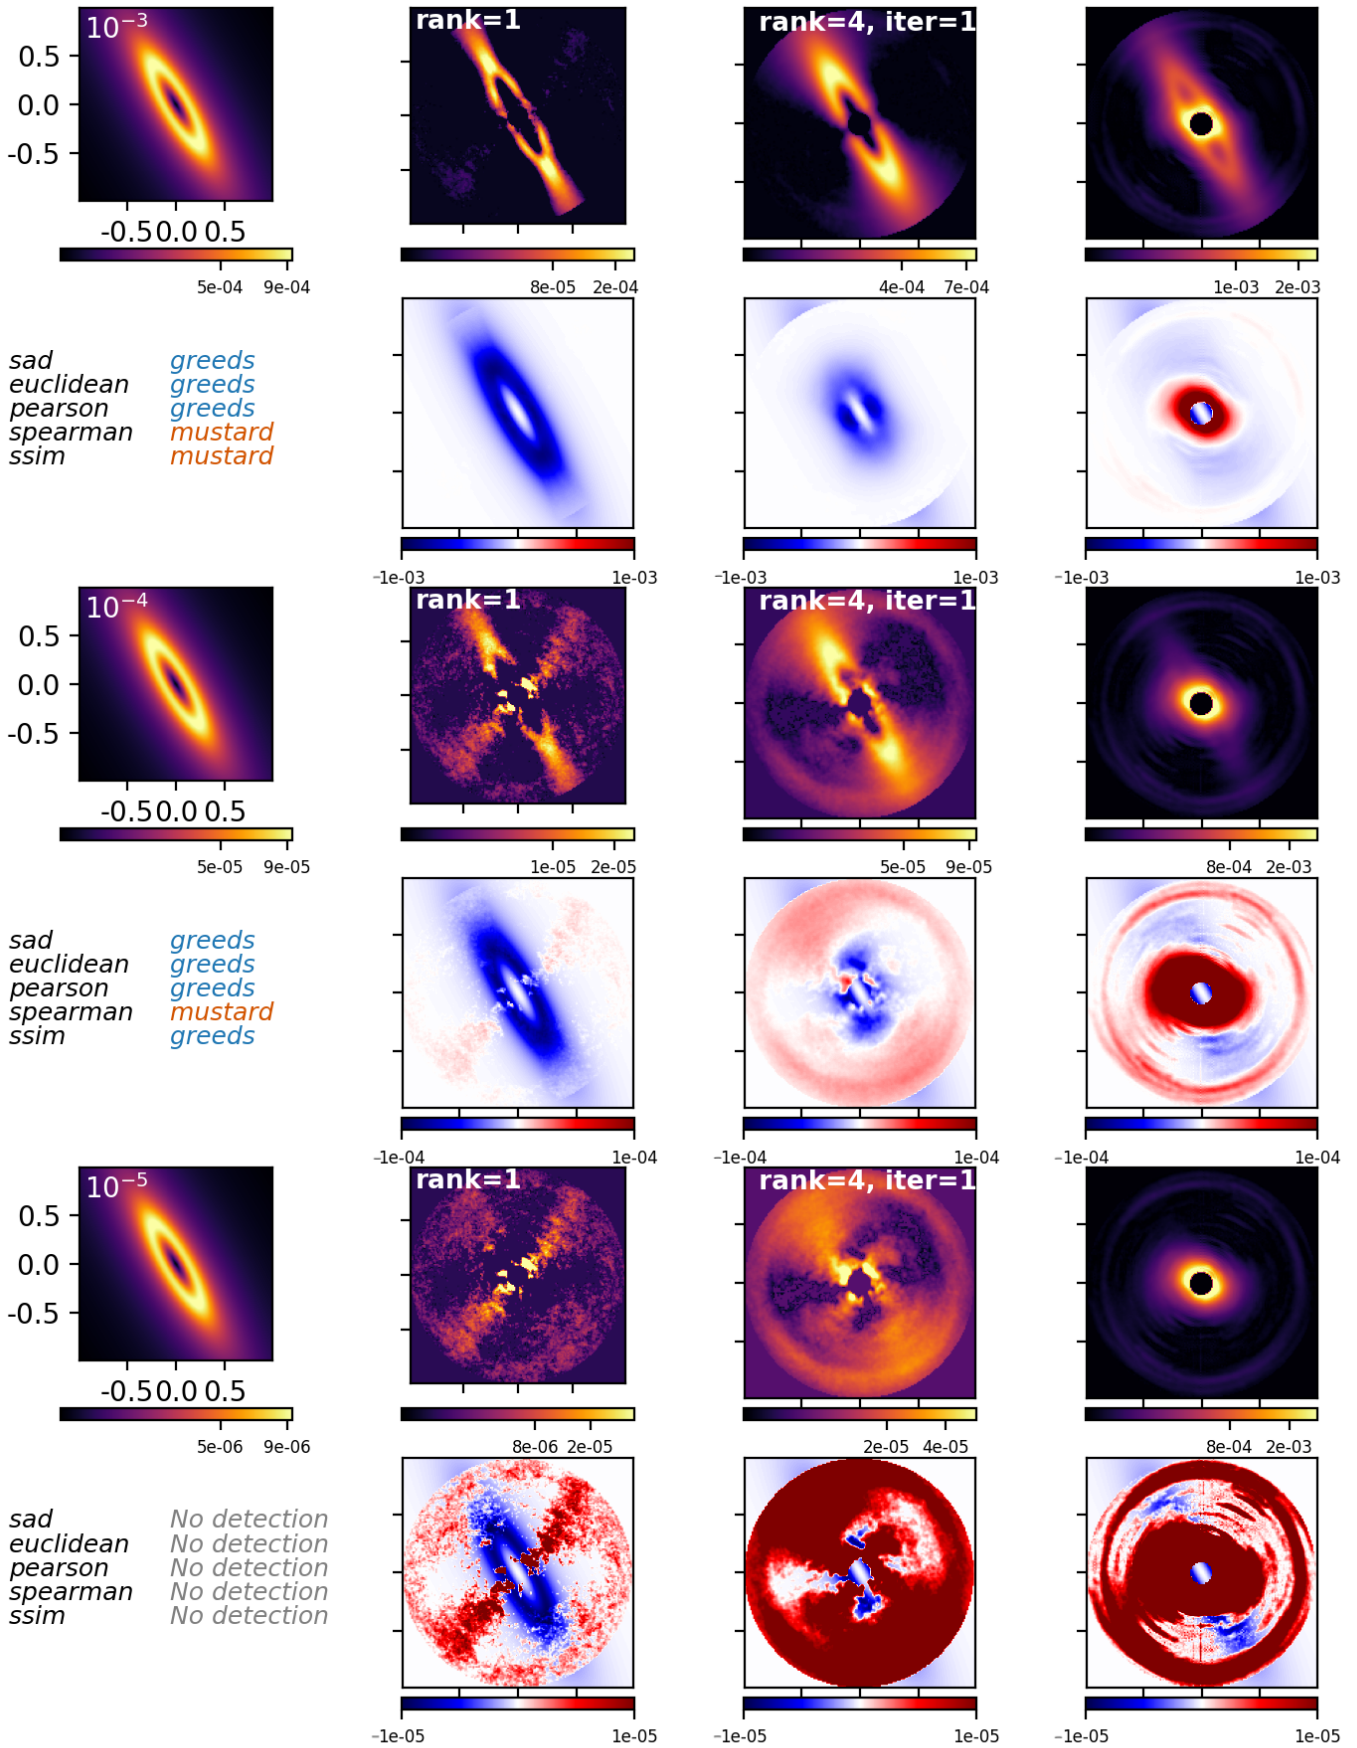 10⁻³
rank=1
rank=4, iter=1
0.5
0.0
-0.5
-0.5 0.0 0.5
5e-04 9e-04
8e-05 2e-04
4e-04 7e-04
1e-03 2e-03
sad greeds
euclidean greeds
pearson greeds
spearman mustard
ssim mustard
−1e-03 1e-03
−1e-03 1e-03
−1e-03 1e-03
10⁻⁴
rank=1
rank=4, iter=1
0.5
0.0
-0.5
-0.5 0.0 0.5
5e-05 9e-05
1e-05 2e-05
5e-05 9e-05
8e-04 2e-03
sad greeds
euclidean greeds
pearson greeds
spearman mustard
ssim greeds
−1e-04 1e-04
−1e-04 1e-04
−1e-04 1e-04
10⁻⁵
rank=1
rank=4, iter=1
0.5
0.0
-0.5
-0.5 0.0 0.5
5e-06 9e-06
8e-06 2e-05
2e-05 4e-05
8e-04 2e-03
sad No detection
euclidean No detection
pearson No detection
spearman No detection
ssim No detection
−1e-05 1e-05
−1e-05 1e-05
−1e-05 1e-05